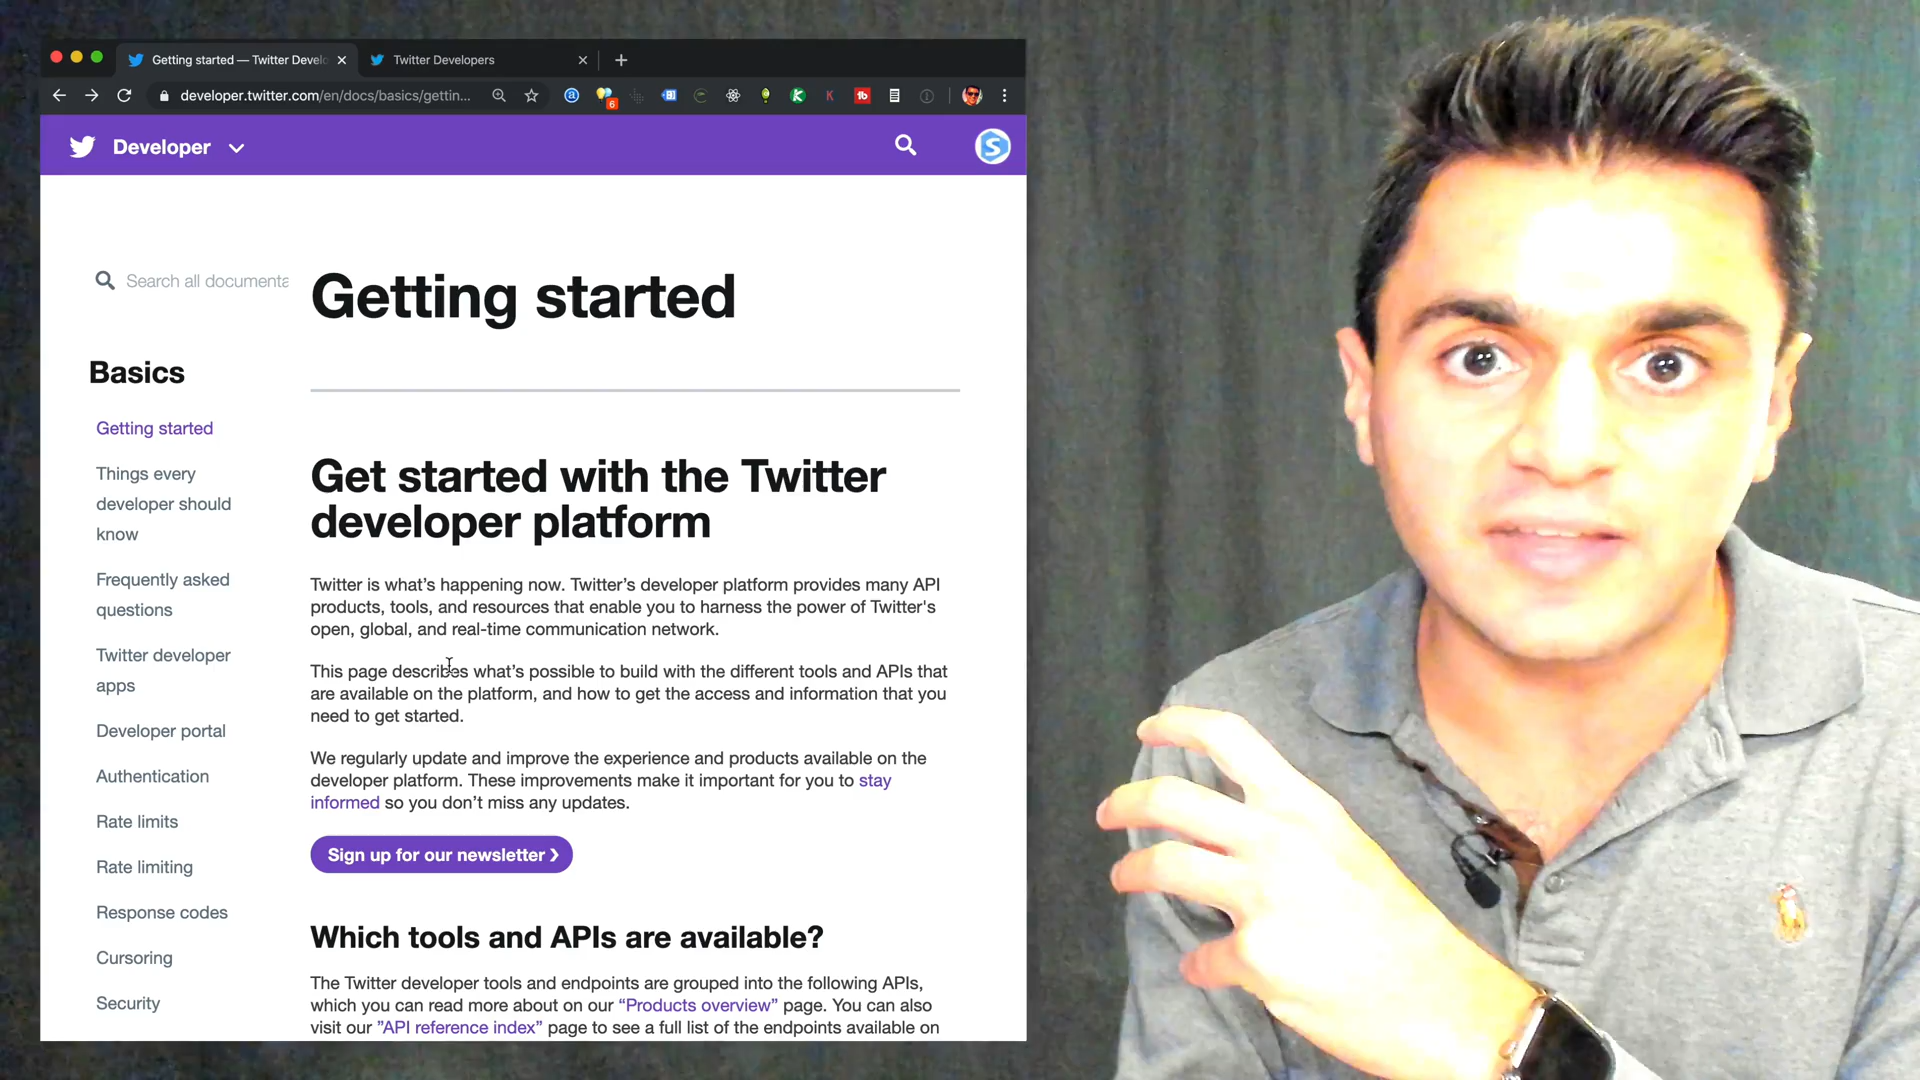 Getting started — Twitter Develo
Twitter Developers
developer.twitter.com/en/docs/basics/gettin...
6
tb
K
Developer
S
Search all documenta
Getting started
Basics
Getting started
Things every
developer should
know
Frequently asked
questions
Twitter developer
apps
Developer portal
Authentication
Rate limits
Rate limiting
Response codes
Cursoring
Security
Get started with the Twitter
developer platform
Twitter is what’s happening now. Twitter’s developer platform provides many API
products, tools, and resources that enable you to harness the power of Twitter's
open, global, and real-time communication network.
This page describes what’s possible to build with the different tools and APIs that
are available on the platform, and how to get the access and information that you
need to get started.
We regularly update and improve the experience and products available on the
developer platform. These improvements make it important for you to stay
informed so you don’t miss any updates.
Sign up for our newsletter ❯
Which tools and APIs are available?
The Twitter developer tools and endpoints are grouped into the following APIs,
which you can read more about on our “Products overview” page. You can also
visit our ”API reference index” page to see a full list of the endpoints available on